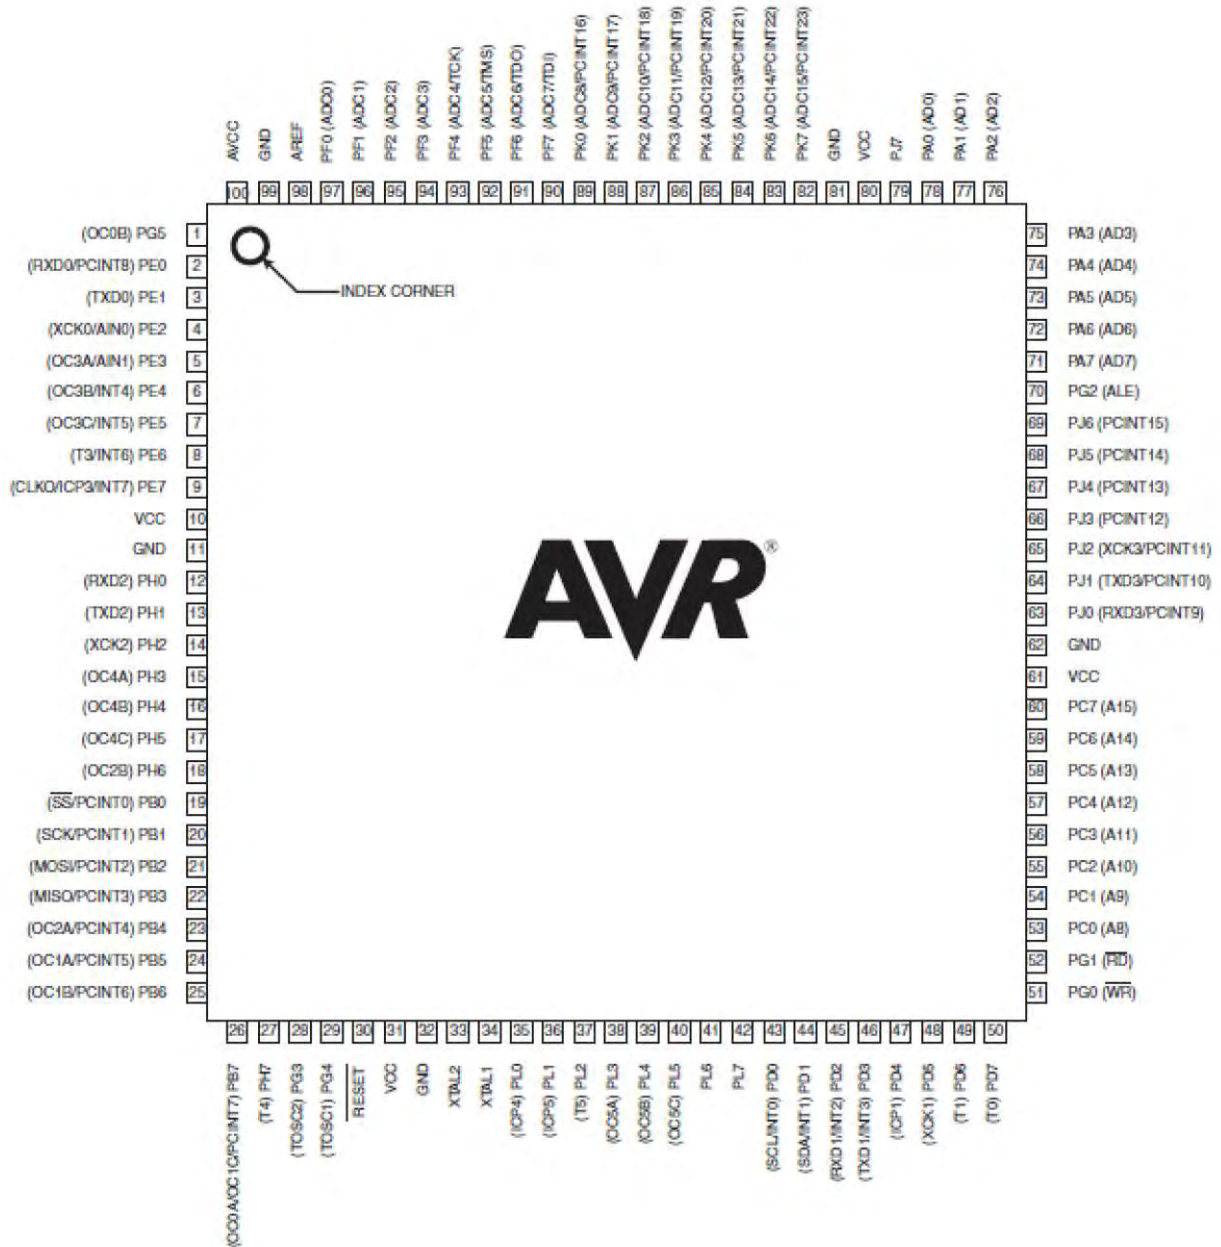 AVCC
GND
AREF
PF0 (ADC0)
PF1 (ADC1)
PF2 (ADC2)
PF3 (ADC3)
PF4 (ADC4/TCK)
PF5 (ADC5/TMS)
PF6 (ADC6/TDO)
PF7 (ADC7/TDI)
PK0 (ADC8/PCINT16)
PK1 (ADC9/PCINT17)
PK2 (ADC10/PCINT18)
PK3 (ADC11/PCINT19)
PK4 (ADC12/PCINT20)
PK5 (ADC13/PCINT21)
PK6 (ADC14/PCINT22)
PK7 (ADC15/PCINT23)
GND
VCC
PJ7
PA0 (AD0)
PA1 (AD1)
PA2 (AD2)
100 99 98 97 96 95 94 93 92 91 90 89 88 87 86 85 84 83 82 81 80 79 78 77 76
(OC0B) PG5 1
(RXD0/PCINT8) PE0 2
(TXD0) PE1 3
(XCK0/AIN0) PE2 4
(OC3A/AIN1) PE3 5
(OC3B/INT4) PE4 6
(OC3C/INT5) PE5 7
(T3/INT6) PE6 8
(CLKO/ICP3/INT7) PE7 9
VCC 10
GND 11
(RXD2) PH0 12
(TXD2) PH1 13
(XCK2) PH2 14
(OC4A) PH3 15
(OC4B) PH4 16
(OC4C) PH5 17
(OC2B) PH6 18
(SS/PCINT0) PB0 19
(SCK/PCINT1) PB1 20
(MOSI/PCINT2) PB2 21
(MISO/PCINT3) PB3 22
(OC2A/PCINT4) PB4 23
(OC1A/PCINT5) PB5 24
(OC1B/PCINT6) PB6 25
INDEX CORNER
AVR®
75 PA3 (AD3)
74 PA4 (AD4)
73 PA5 (AD5)
72 PA6 (AD6)
71 PA7 (AD7)
70 PG2 (ALE)
69 PJ6 (PCINT15)
68 PJ5 (PCINT14)
67 PJ4 (PCINT13)
66 PJ3 (PCINT12)
65 PJ2 (XCK3/PCINT11)
64 PJ1 (TXD3/PCINT10)
63 PJ0 (RXD3/PCINT9)
62 GND
61 VCC
60 PC7 (A15)
59 PC6 (A14)
58 PC5 (A13)
57 PC4 (A12)
56 PC3 (A11)
55 PC2 (A10)
54 PC1 (A9)
53 PC0 (A8)
52 PG1 (RD)
51 PG0 (WR)
26 27 28 29 30 31 32 33 34 35 36 37 38 39 40 41 42 43 44 45 46 47 48 49 50
(OC0A/OC1C/PCINT7) PB7
(T4) PH7
(TOSC2) PG3
(TOSC1) PG4
RESET
VCC
GND
XTAL2
XTAL1
(ICP4) PL0
(ICP5) PL1
(T5) PL2
(OC5A) PL3
(OC5B) PL4
(OC5C) PL5
PL6
PL7
(SCL/INT0) PD0
(SDA/INT1) PD1
(RXD1/INT2) PD2
(TXD1/INT3) PD3
(ICP1) PD4
(XCK1) PD5
(T1) PD6
(T0) PD7